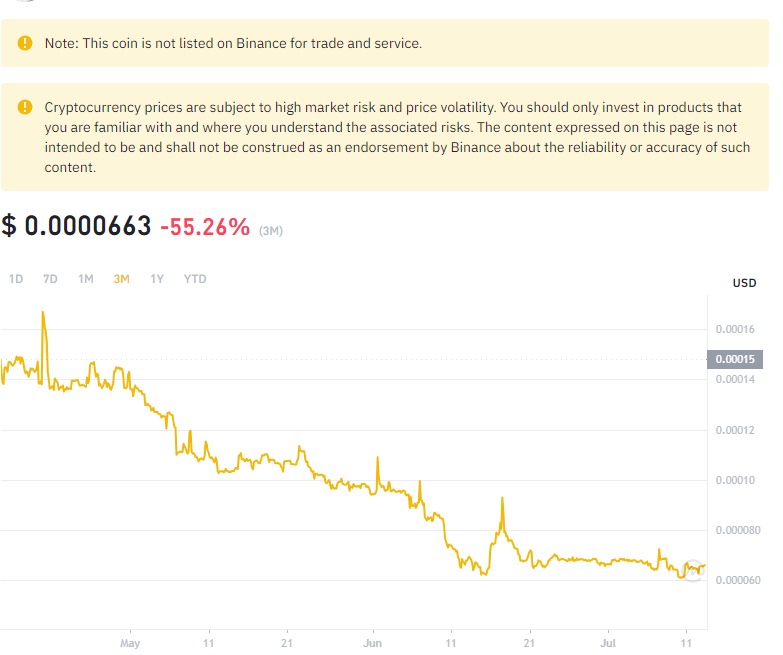 Note: This coin is not listed on Binance for trade and service.
Cryptocurrency prices are subject to high market risk and price volatility. You should only invest in products that
you are familiar with and where you understand the associated risks. The content expressed on this page is not
intended to be and shall not be construed as an endorsement by Binance about the reliability or accuracy of such
content.
$ 0.0000663 -55.26% (3M)
1D 7D 1M 3M 1Y YTD
USD
0.00016
0.00015
0.00014
0.00012
0.00010
0.000080
0.000060
May 11 21 Jun 11 21 Jul 11